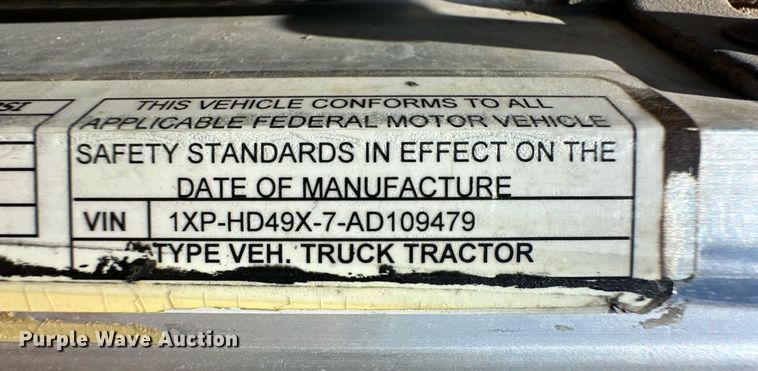 THIS VEHICLE CONFORMS TO ALL
APPLICABLE FEDERAL MOTOR VEHICLE
SAFETY STANDARDS IN EFFECT ON THE
DATE OF MANUFACTURE
VIN 1XP-HD49X-7-AD109479
TYPE VEH. TRUCK TRACTOR
Purple Wave Auction